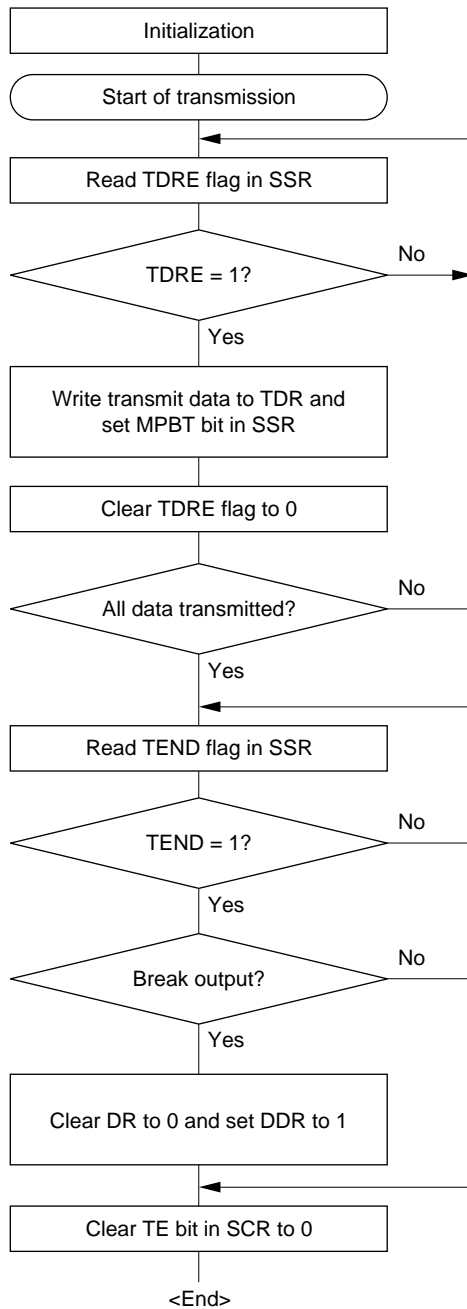 Initialization
Start of transmission
Read TDRE flag in SSR
TDRE = 1?
No
Yes
Write transmit data to TDR and
set MPBT bit in SSR
Clear TDRE flag to 0
All data transmitted?
No
Yes
Read TEND flag in SSR
TEND = 1?
No
Yes
Break output?
No
Yes
Clear DR to 0 and set DDR to 1
Clear TE bit in SCR to 0
<End>